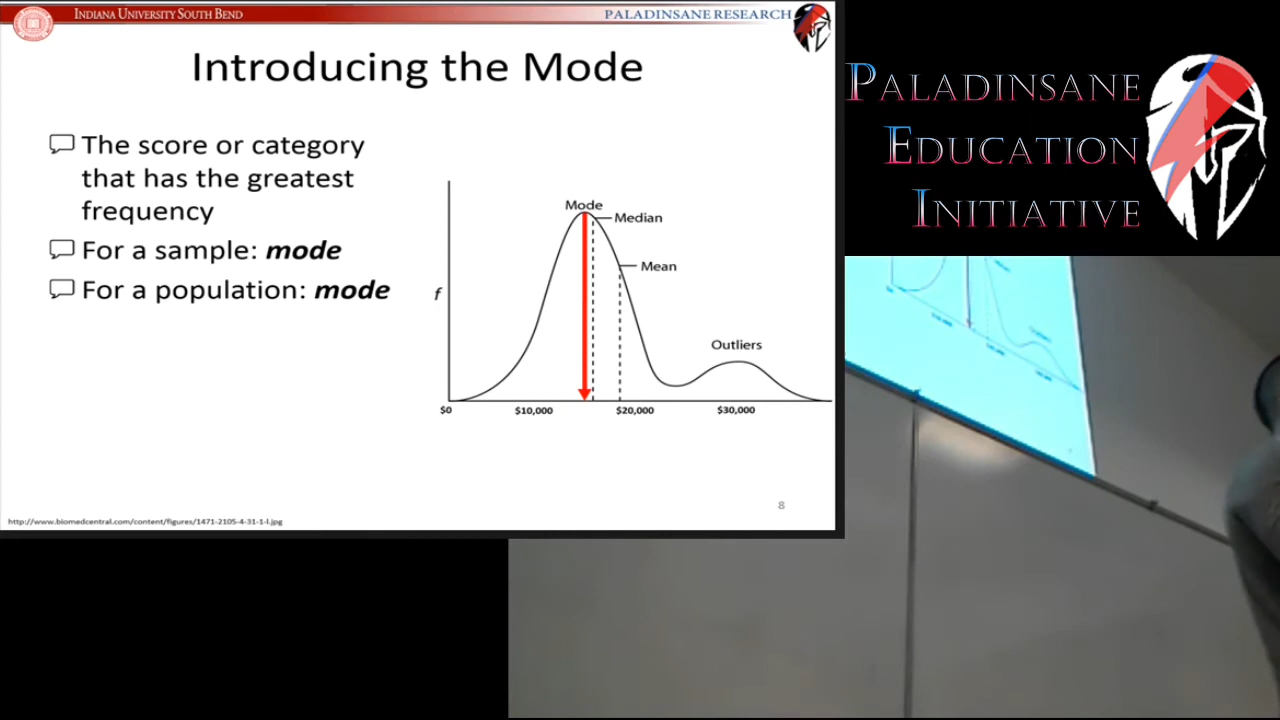 INDIANA UNIVERSITY SOUTH BEND
PALADINSANE RESEARCH
Introducing the Mode
The score or category
that has the greatest
frequency
For a sample: mode
For a population: mode
Mode
Median
Mean
f
Outliers
$0
$10,000
$20,000
$30,000
8
http://www.biomedcentral.com/content/figures/1471-2105-4-31-1-l.jpg
PALADINSANE
EDUCATION
INITIATIVE